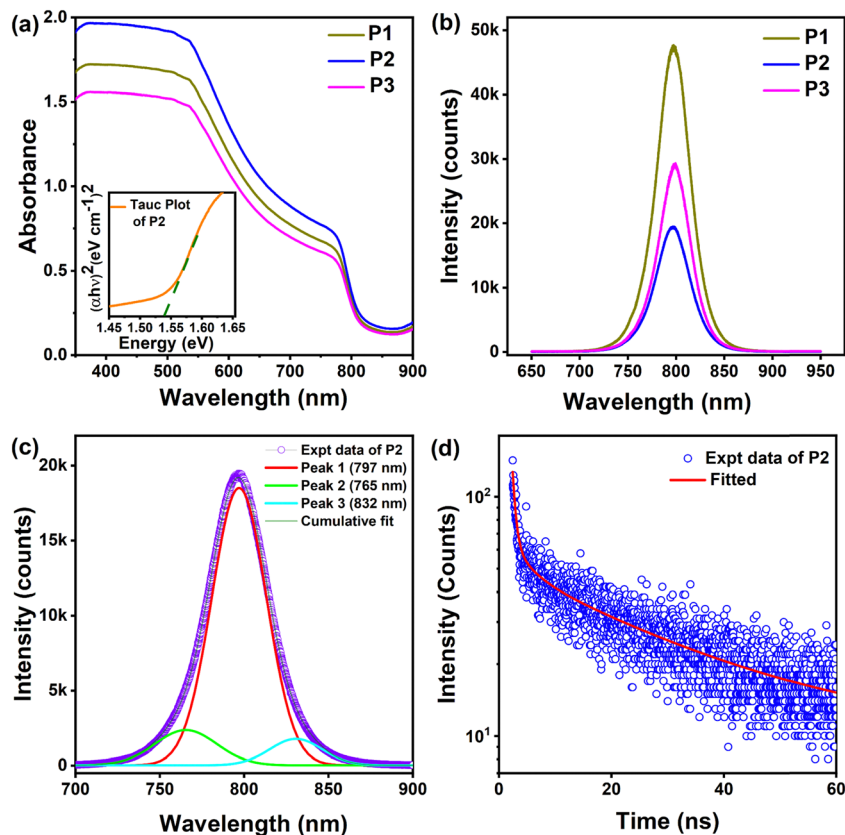 (a)
P1
P2
P3
2.0
1.5
1.0
0.5
0.0
Absorbance
400 500 600 700 800 900
Wavelength (nm)
Tauc Plot
of P2
(αhν)² (eV cm⁻¹)²
1.45 1.50 1.55 1.60 1.65
Energy (eV)
(b)
P1
P2
P3
50k
40k
30k
20k
10k
0
Intensity (counts)
650 700 750 800 850 900 950
Wavelength (nm)
(c)
Expt data of P2
Peak 1 (797 nm)
Peak 2 (765 nm)
Peak 3 (832 nm)
Cumulative fit
20k
15k
10k
5k
0
Intensity (counts)
700 750 800 850 900
Wavelength (nm)
(d)
Expt data of P2
Fitted
10²
10¹
Intensity (Counts)
0 20 40 60
Time (ns)